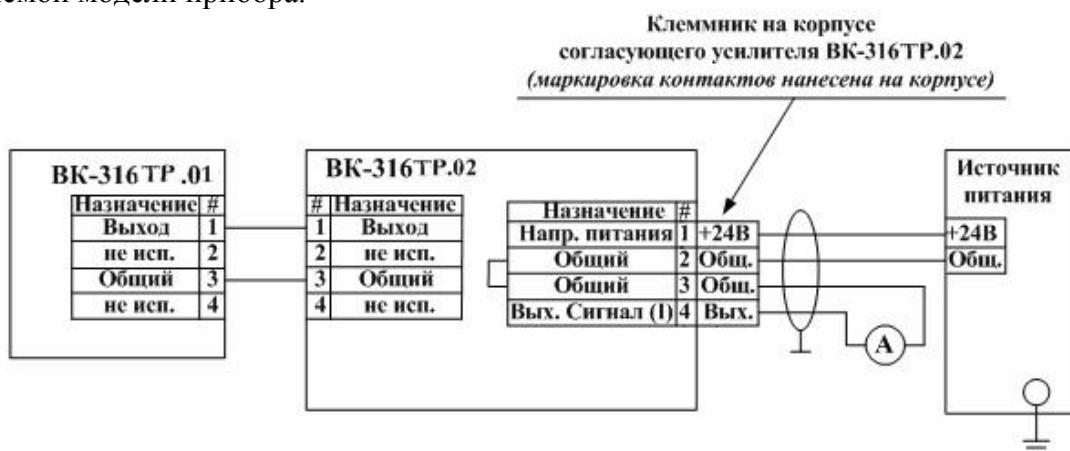 мой модели прибора.
Клеммник на корпусе
согласующего усилителя ВК-316ТР.02
(маркировка контактов нанесена на корпусе)
ВК-316ТР.01
Назначение #
Выход 1
не исп. 2
Общий 3
не исп. 4
ВК-316ТР.02
# Назначение
1 Выход
2 не исп.
3 Общий
4 не исп.
Назначение #
Напр. питания 1 +24В
Общий 2 Общ.
Общий 3 Общ.
Вых. Сигнал (I) 4 Вых.
А
Источник
питания
+24В
Общ.